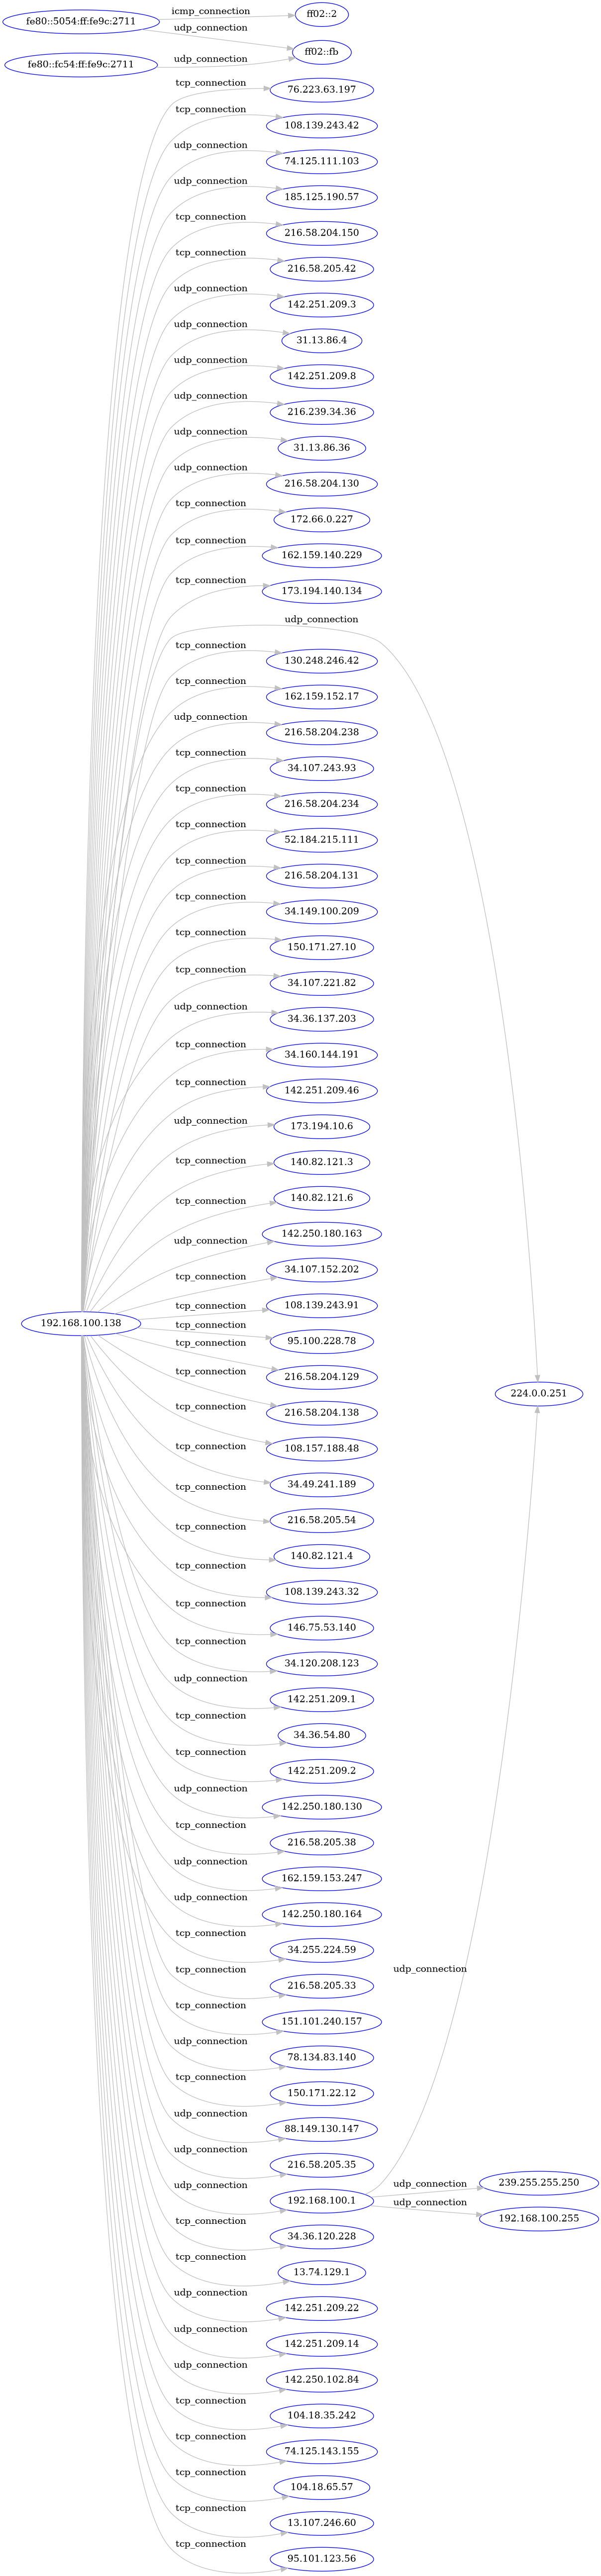 fe80::5054:ff:fe9c:2711
icmp_connection
ff02::2
udp_connection
ff02::fb
fe80::fc54:ff:fe9c:2711
udp_connection
tcp_connection
76.223.63.197
tcp_connection
108.139.243.42
udp_connection
74.125.111.103
udp_connection
185.125.190.57
tcp_connection
216.58.204.150
tcp_connection
216.58.205.42
udp_connection
142.251.209.3
udp_connection
31.13.86.4
udp_connection
142.251.209.8
udp_connection
216.239.34.36
udp_connection
31.13.86.36
udp_connection
216.58.204.130
tcp_connection
172.66.0.227
tcp_connection
162.159.140.229
tcp_connection
173.194.140.134
udp_connection
tcp_connection
130.248.246.42
tcp_connection
162.159.152.17
udp_connection
216.58.204.238
tcp_connection
34.107.243.93
tcp_connection
216.58.204.234
tcp_connection
52.184.215.111
tcp_connection
216.58.204.131
tcp_connection
34.149.100.209
tcp_connection
150.171.27.10
tcp_connection
34.107.221.82
udp_connection
34.36.137.203
tcp_connection
34.160.144.191
tcp_connection
142.251.209.46
udp_connection
173.194.10.6
tcp_connection
140.82.121.3
tcp_connection
140.82.121.6
udp_connection
142.250.180.163
tcp_connection
34.107.152.202
tcp_connection
108.139.243.91
192.168.100.138
tcp_connection
95.100.228.78
tcp_connection
216.58.204.129
224.0.0.251
tcp_connection
216.58.204.138
tcp_connection
108.157.188.48
tcp_connection
34.49.241.189
tcp_connection
216.58.205.54
tcp_connection
140.82.121.4
tcp_connection
108.139.243.32
tcp_connection
146.75.53.140
tcp_connection
34.120.208.123
udp_connection
142.251.209.1
tcp_connection
34.36.54.80
tcp_connection
142.251.209.2
udp_connection
142.250.180.130
tcp_connection
216.58.205.38
udp_connection
162.159.153.247
udp_connection
142.250.180.164
tcp_connection
34.255.224.59
udp_connection
tcp_connection
216.58.205.33
tcp_connection
151.101.240.157
udp_connection
78.134.83.140
tcp_connection
150.171.22.12
udp_connection
88.149.130.147
udp_connection
216.58.205.35
udp_connection
192.168.100.1
udp_connection
239.255.255.250
udp_connection
192.168.100.255
tcp_connection
34.36.120.228
tcp_connection
13.74.129.1
udp_connection
142.251.209.22
udp_connection
142.251.209.14
udp_connection
142.250.102.84
tcp_connection
104.18.35.242
tcp_connection
74.125.143.155
tcp_connection
104.18.65.57
tcp_connection
13.107.246.60
tcp_connection
95.101.123.56